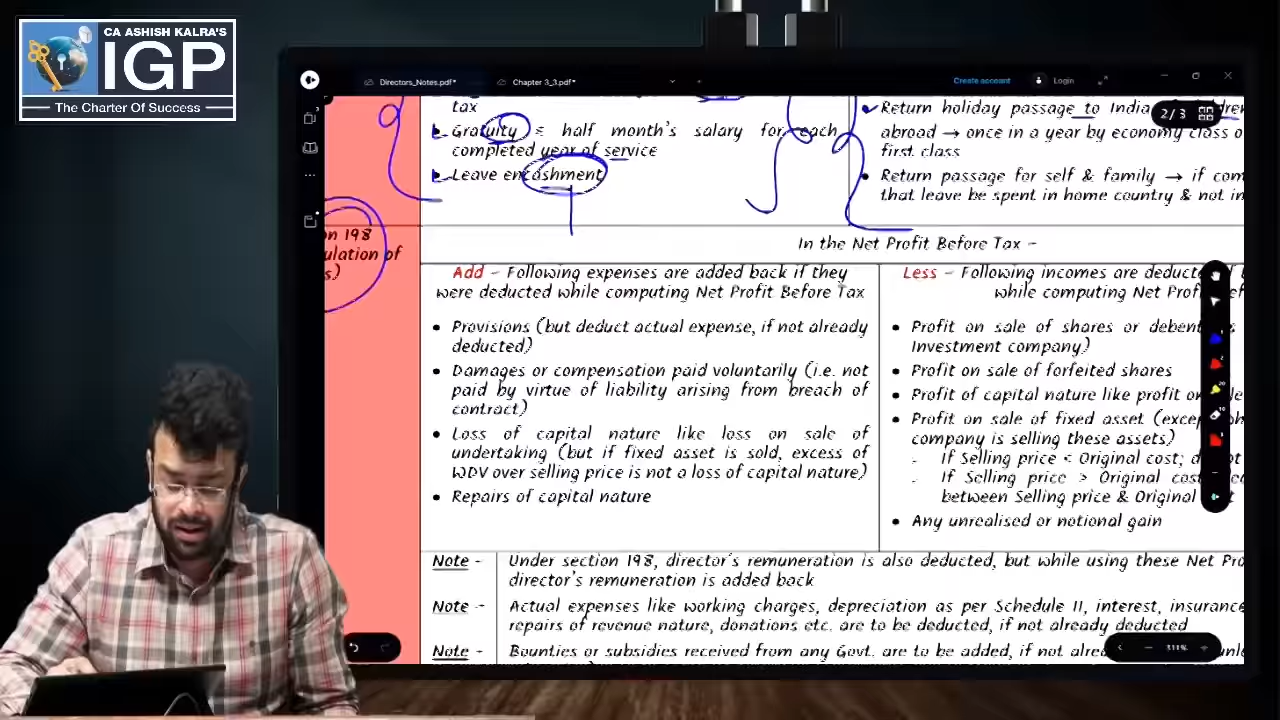 CA ASHISH KALRA'S
IGP
The Charter Of Success
Directors_Notes.pdf*
Chapter 3_3.pdf*
Create account
Login
2/3
tax
Gratuity = half month's salary for each
completed year of service
Leave encashment
Return holiday passage to India
abroad → once in a year by economy class o
first class
Return passage for self & family → if com
that leave be spent in home country & not in
on 198
ulation of
s)
In the Net Profit Before Tax -
Add - Following expenses are added back if they
were deducted while computing Net Profit Before Tax
Provisions (but deduct actual expense, if not already
deducted)
Damages or compensation paid voluntarily (i.e. not
paid by virtue of liability arising from breach of
contract)
Loss of capital nature like loss on sale of
undertaking (but if fixed asset is sold, excess of
WDV over selling price is not a loss of capital nature)
Repairs of capital nature
Less - Following incomes are deduct
while computing Net Prof
Profit on sale of shares or deben
Investment company)
Profit on sale of forfeited shares
Profit of capital nature like profit on
Profit on sale of fixed asset (excep
company is selling these assets)
- If Selling price < Original cost;
- If Selling price > Original cos
between Selling price & Original
Any unrealised or notional gain
Note - Under section 198, director's remuneration is also deducted, but while using these Net Pro
director's remuneration is added back
Note - Actual expenses like working charges, depreciation as per Schedule II, interest, insurance
repairs of revenue nature, donations etc. are to be deducted, if not already deducted
Note - Bounties or subsidies received from any Govt. are to be added, if not alre
311%